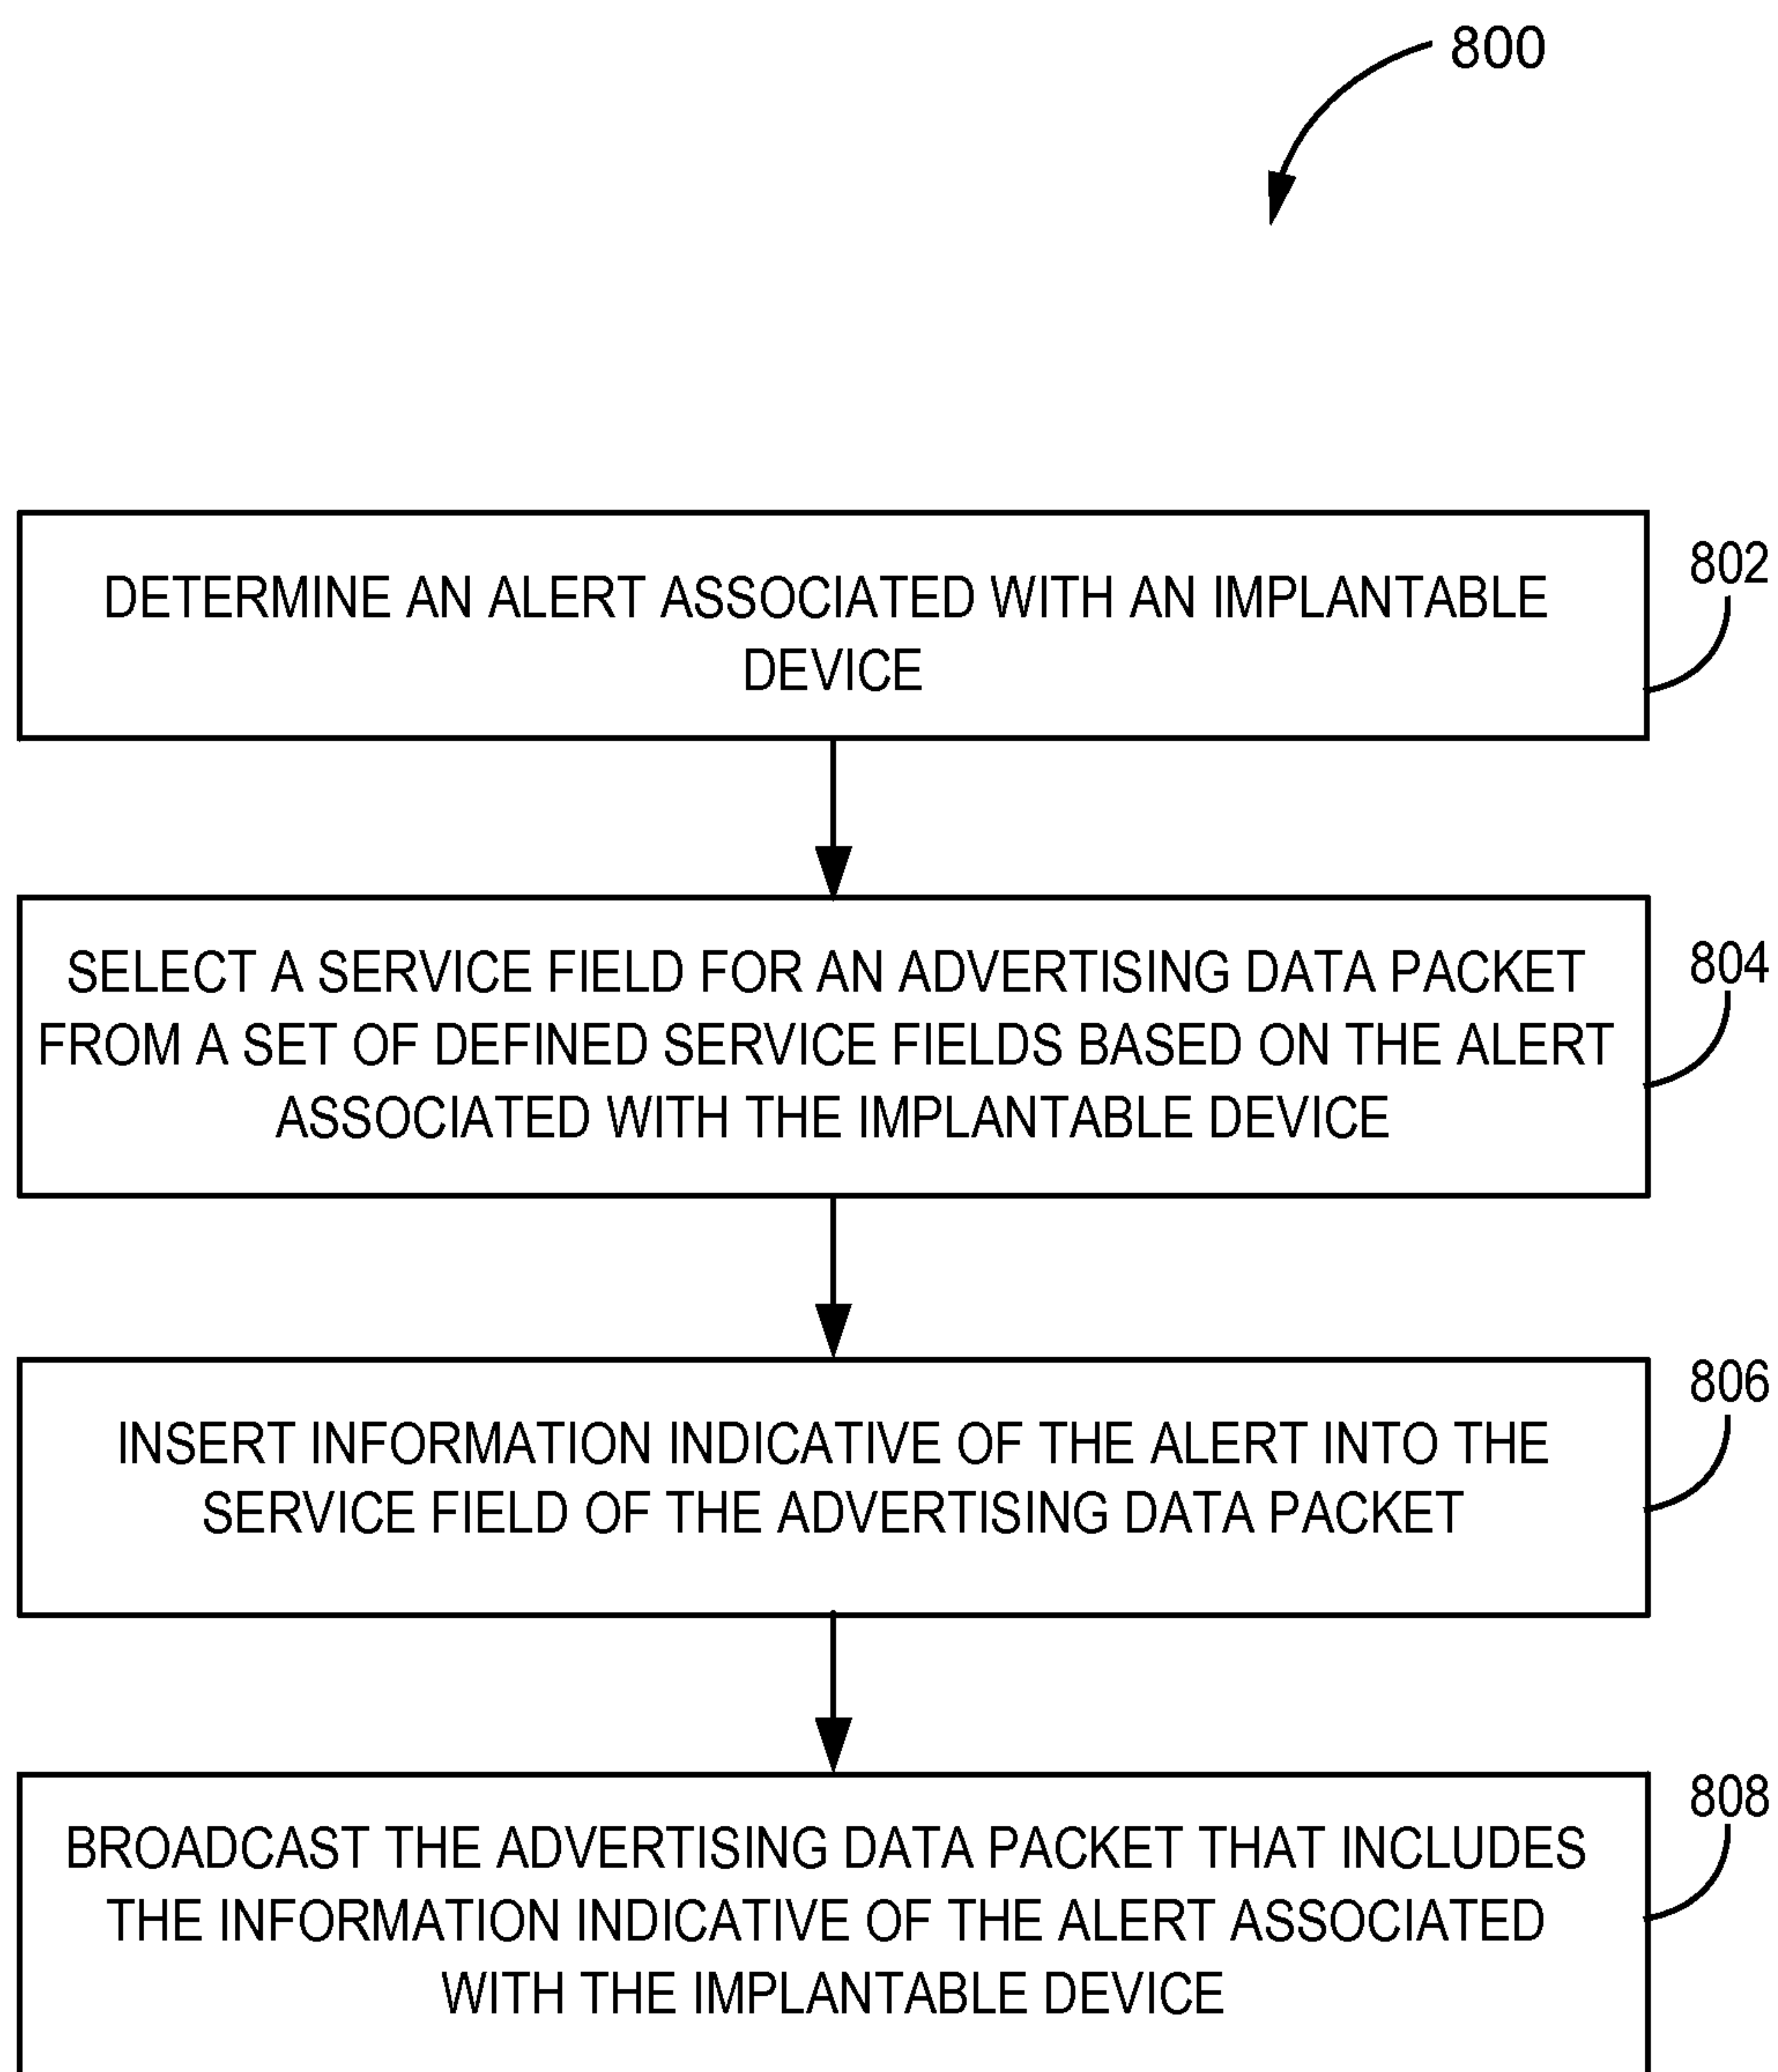 800
DETERMINE AN ALERT ASSOCIATED WITH AN IMPLANTABLE
DEVICE
802
SELECT A SERVICE FIELD FOR AN ADVERTISING DATA PACKET
FROM A SET OF DEFINED SERVICE FIELDS BASED ON THE ALERT
ASSOCIATED WITH THE IMPLANTABLE DEVICE
804
INSERT INFORMATION INDICATIVE OF THE ALERT INTO THE
SERVICE FIELD OF THE ADVERTISING DATA PACKET
806
BROADCAST THE ADVERTISING DATA PACKET THAT INCLUDES
THE INFORMATION INDICATIVE OF THE ALERT ASSOCIATED
WITH THE IMPLANTABLE DEVICE
808